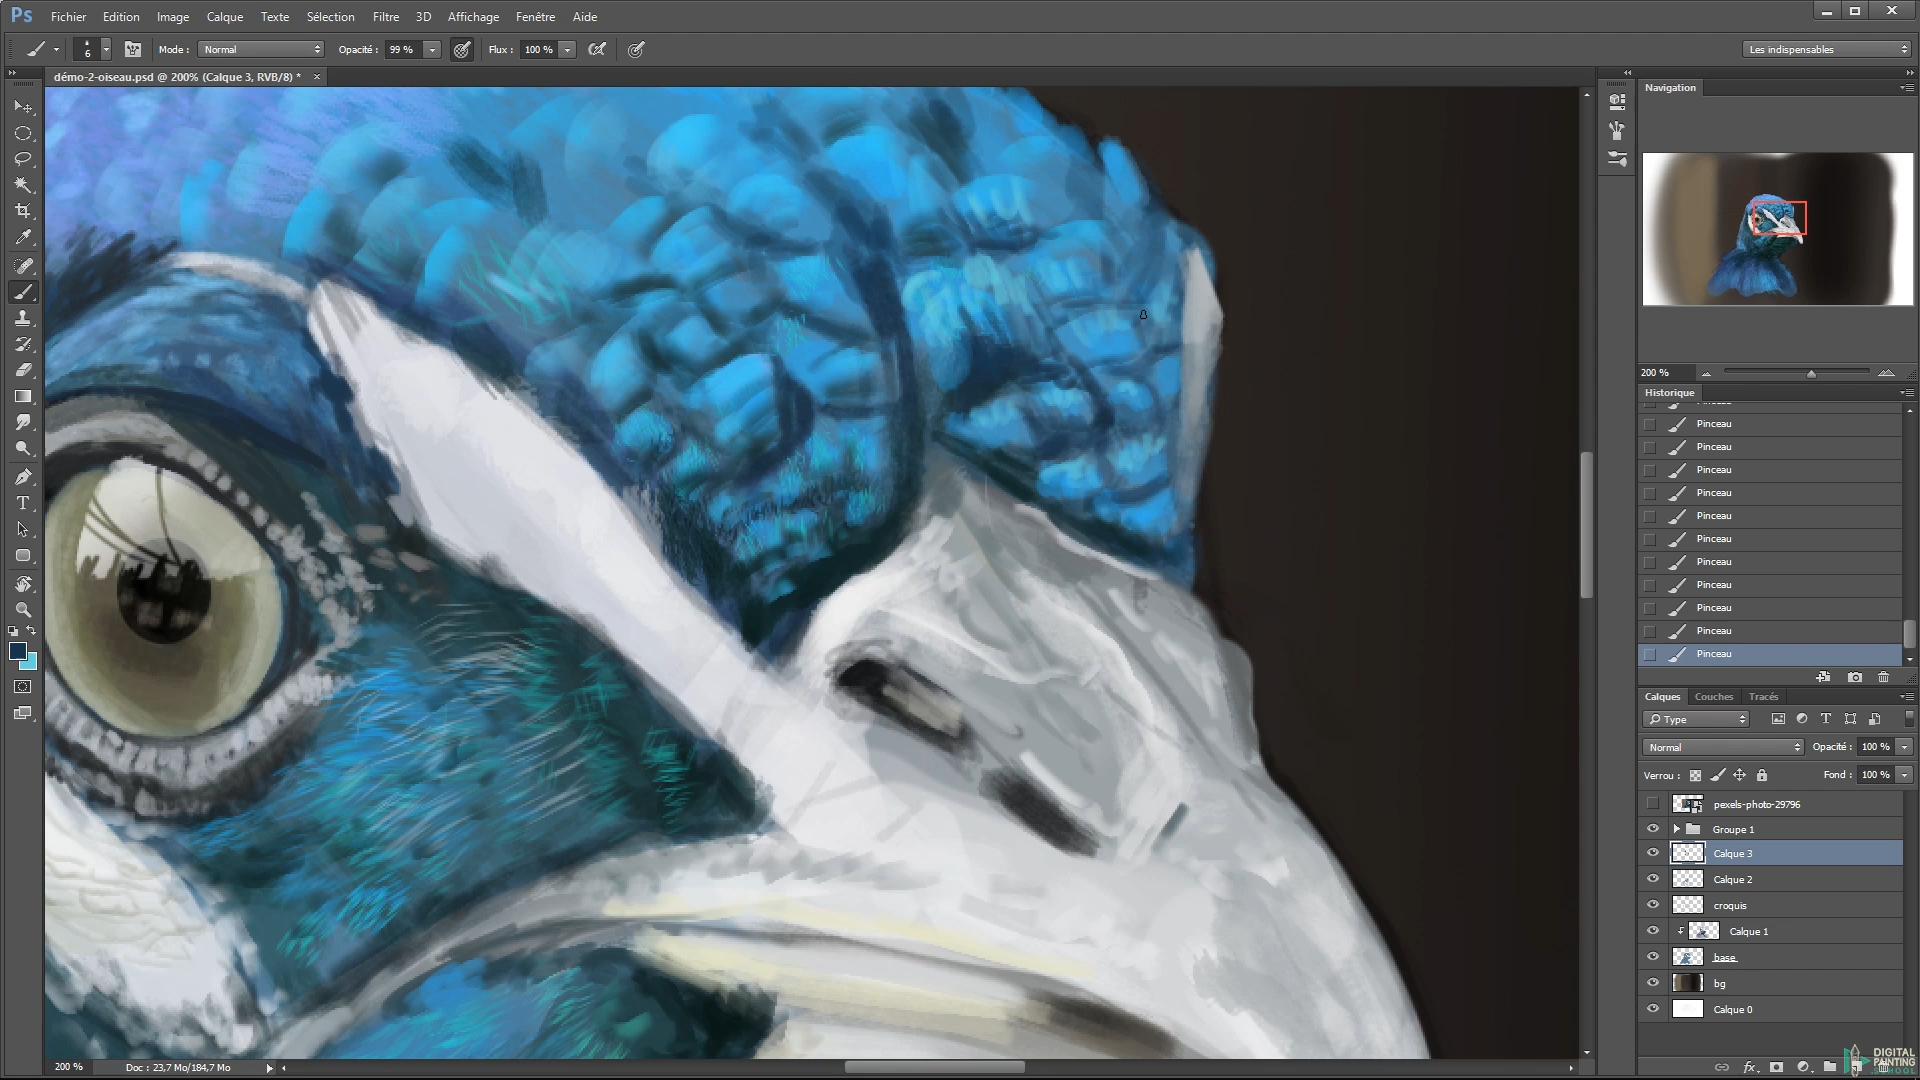 Ps Fichier Edition Image Calque Texte Sélection Filtre 3D Affichage Fenêtre Aide
6 Mode : Normal Opacité : 99 % Flux : 100 % Les indispensables
démo-2-oiseau.psd @ 200% (Calque 3, RVB/8) * ×
Navigation
200 %
Historique
Pinceau
Pinceau
Pinceau
Pinceau
Pinceau
Pinceau
Pinceau
Pinceau
Pinceau
Pinceau
Pinceau
Calques Couches Tracés
Type
Normal Opacité : 100 %
Verrou : Fond : 100 %
pexels-photo-29796
Groupe 1
Calque 3
Calque 2
croquis
Calque 1
base
bg
Calque 0
fx
200 % Doc : 23,7 Mo/184,7 Mo
DIGITAL
PAINTING
.SCHOOL